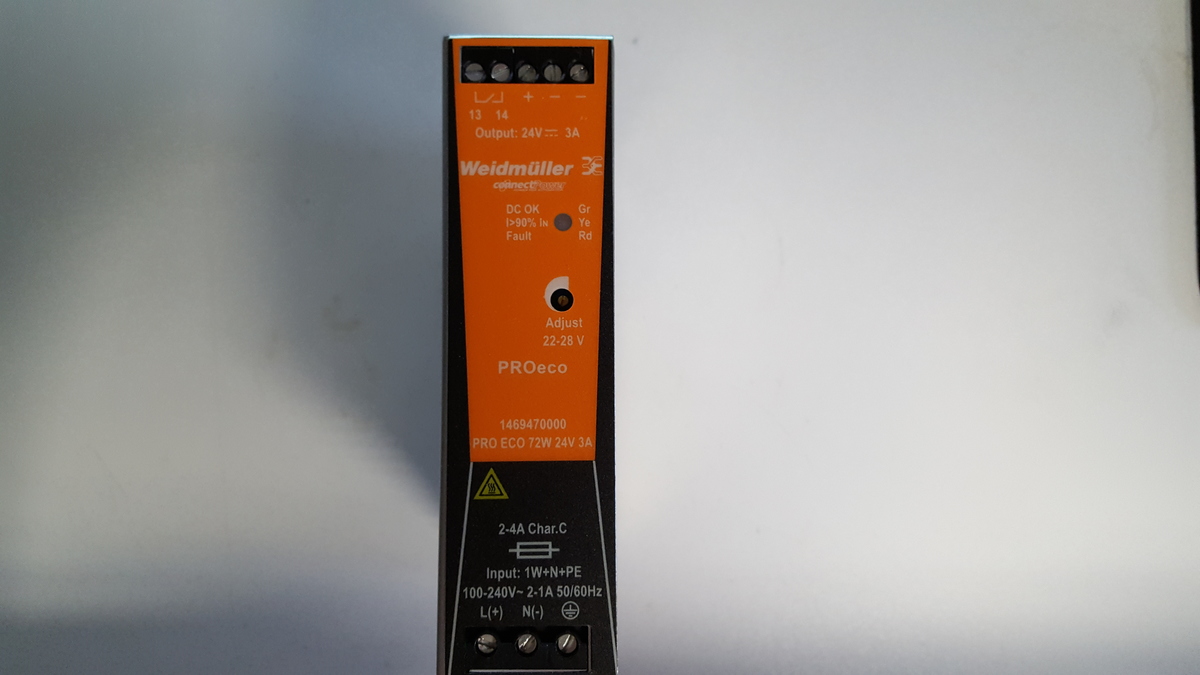 + - -
13 14
Output: 24V⎓ 3A
Weidmüller
connectPower
DC OK Gr
I>90% IN Ye
Fault Rd
Adjust
22-28 V
PROeco
1469470000
PRO ECO 72W 24V 3A
2-4A Char.C
Input: 1W+N+PE
100-240V~ 2-1A 50/60Hz
L(+) N(-)